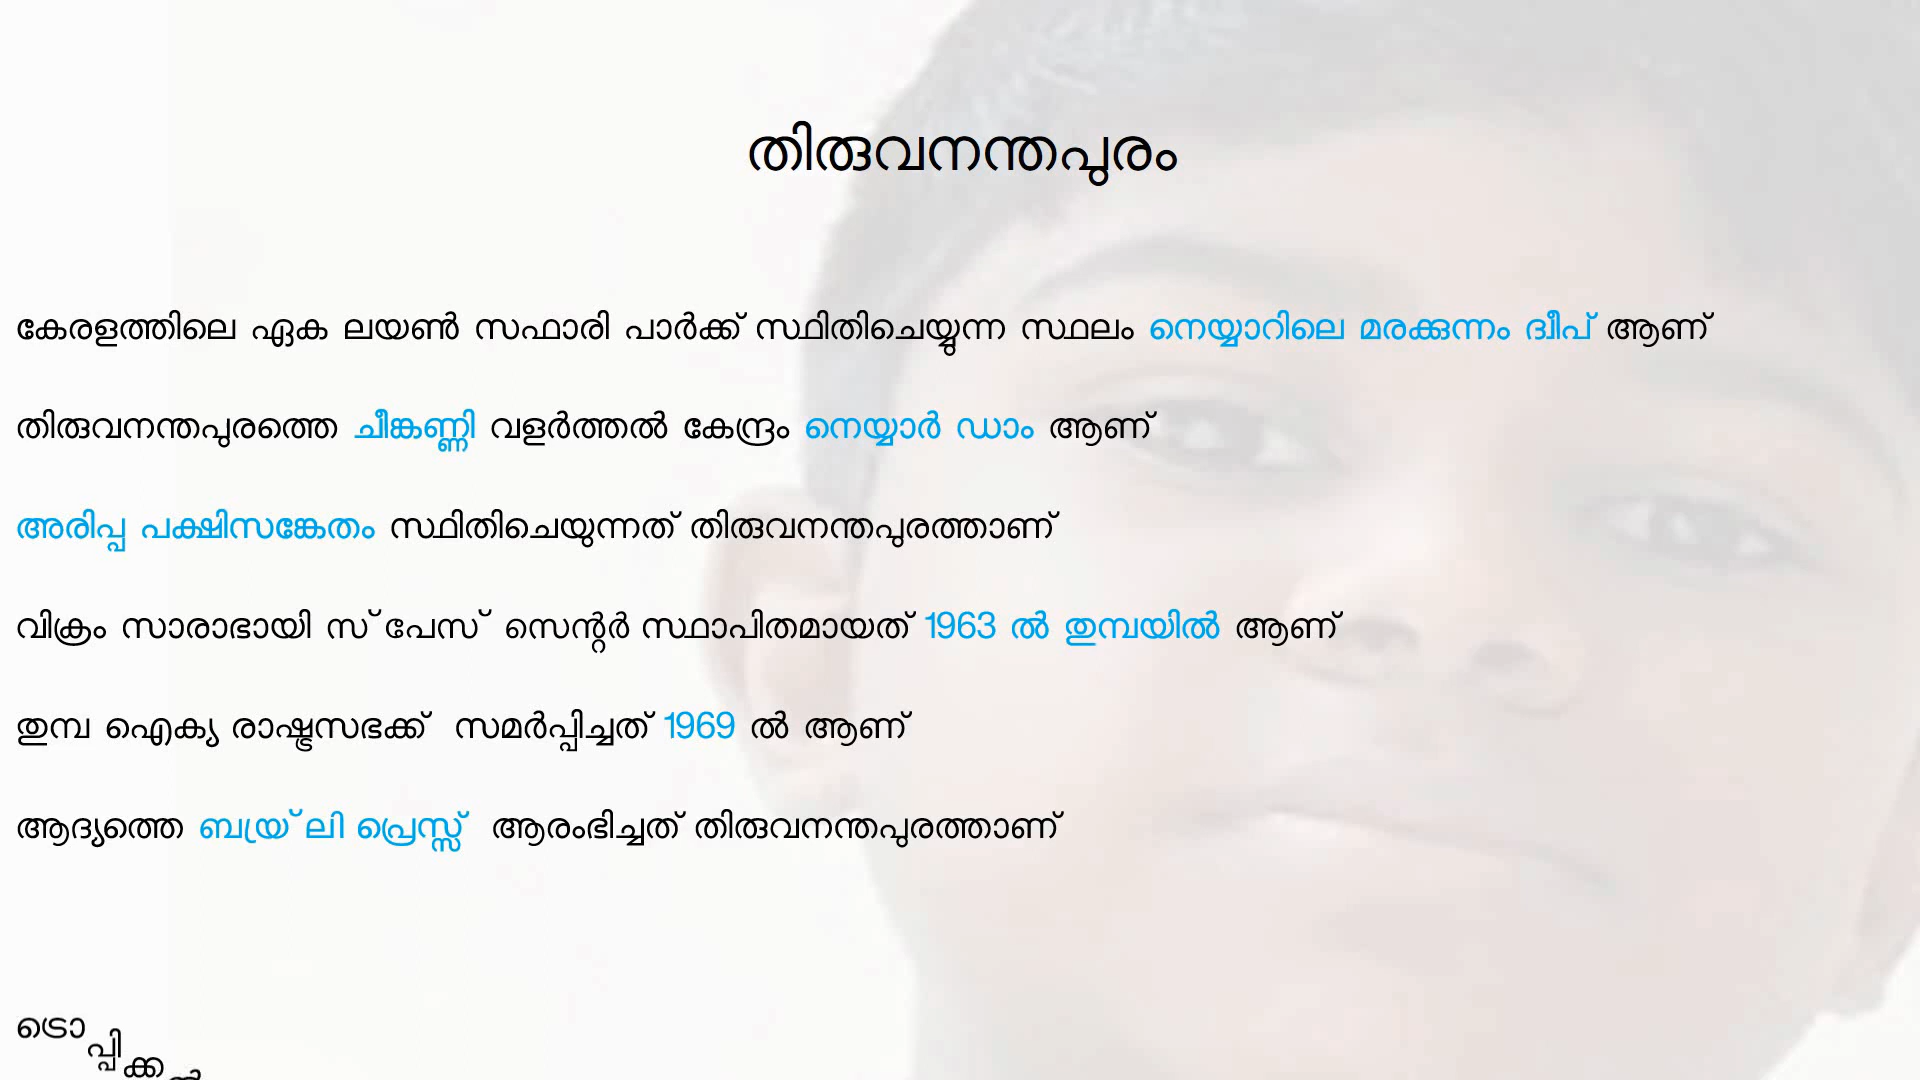 തിരുവനന്തപുരം
കേരളത്തിലെ ഏക ലയൺ സഫാരി പാർക്ക് സ്ഥിതിചെയ്യുന്ന സ്ഥലം നെയ്യാറിലെ മരക്കുന്നം ദ്വീപ് ആണ്
തിരുവനന്തപുരത്തെ ചീങ്കണ്ണി വളർത്തൽ കേന്ദ്രം നെയ്യാർ ഡാം ആണ്
അരിപ്പ പക്ഷിസങ്കേതം സ്ഥിതിചെയുന്നത് തിരുവനന്തപുരത്താണ്
വിക്രം സാരാഭായി സ് പേസ് സെന്റർ സ്ഥാപിതമായത് 1963 ൽ തുമ്പയിൽ ആണ്
തുമ്പ ഐക്യ രാഷ്ട്രസഭക്ക് സമർപ്പിച്ചത് 1969 ൽ ആണ്
ആദ്യത്തെ ബ്രയ് ലി പ്രെസ്സ് ആരംഭിച്ചത് തിരുവനന്തപുരത്താണ്
ട്രൊപ്പിക്കൽ